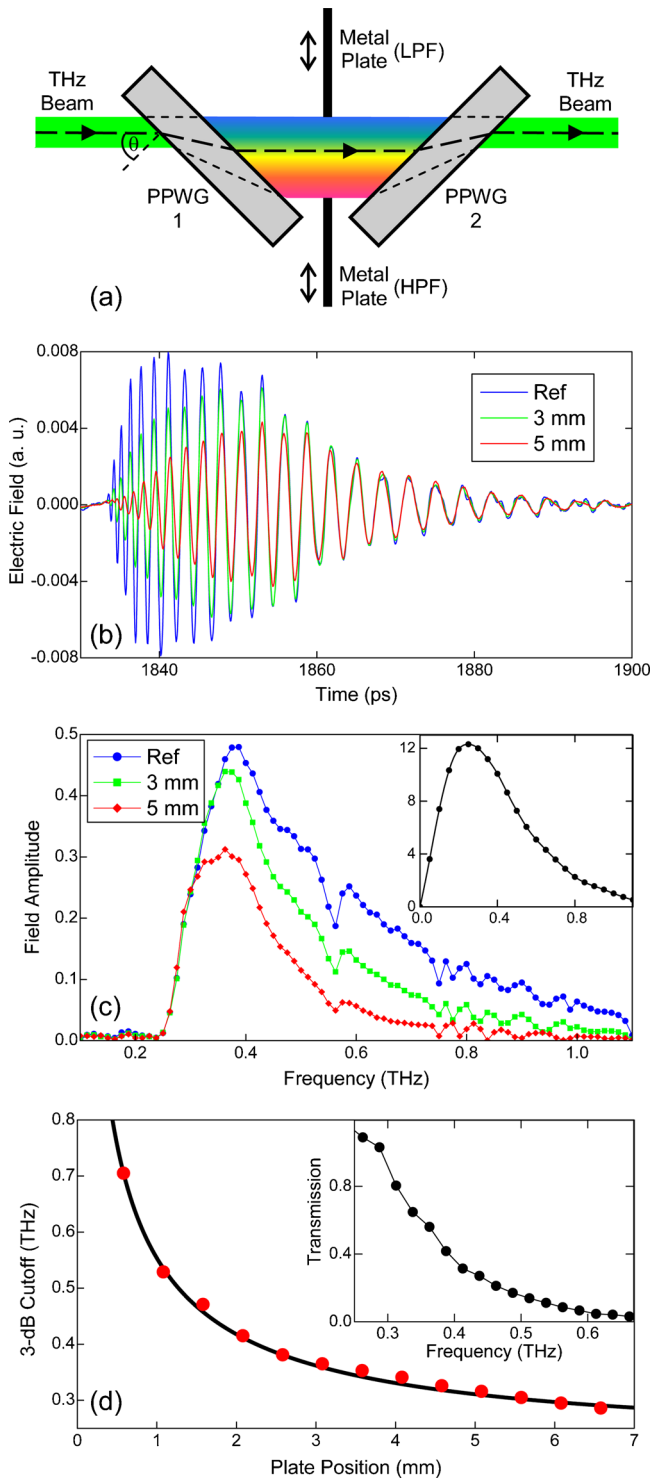 THz
Beam
Metal
Plate (LPF)
THz
Beam
θ
PPWG
1
PPWG
2
Metal
Plate (HPF)
(a)
0.008
0.004
0.000
-0.004
-0.008
Electric Field (a. u.)
Ref
3 mm
5 mm
(b)
1840 1860 1880 1900
Time (ps)
0.5
0.4
0.3
0.2
0.1
0.0
Field Amplitude
Ref
3 mm
5 mm
12
8
4
0
0.0 0.4 0.8
(c)
0.2 0.4 0.6 0.8 1.0
Frequency (THz)
0.8
0.7
0.6
0.5
0.4
0.3
3-dB Cutoff (THz)
Transmission
0.8
0.4
0.0
0.3 0.4 0.5 0.6
Frequency (THz)
(d)
0 1 2 3 4 5 6 7
Plate Position (mm)